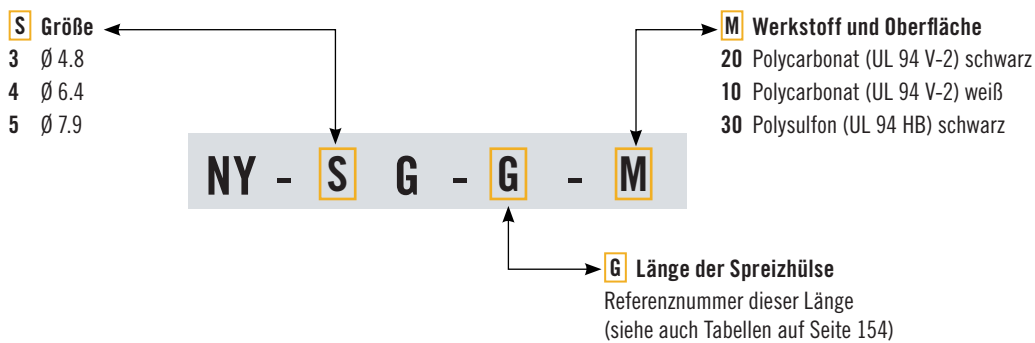 S Größe
3 Ø 4.8
4 Ø 6.4
5 Ø 7.9
M Werkstoff und Oberfläche
20 Polycarbonat (UL 94 V-2) schwarz
10 Polycarbonat (UL 94 V-2) weiß
30 Polysulfon (UL 94 HB) schwarz
NY - S G - G - M
G Länge der Spreizhülse
Referenznummer dieser Länge
(siehe auch Tabellen auf Seite 154)